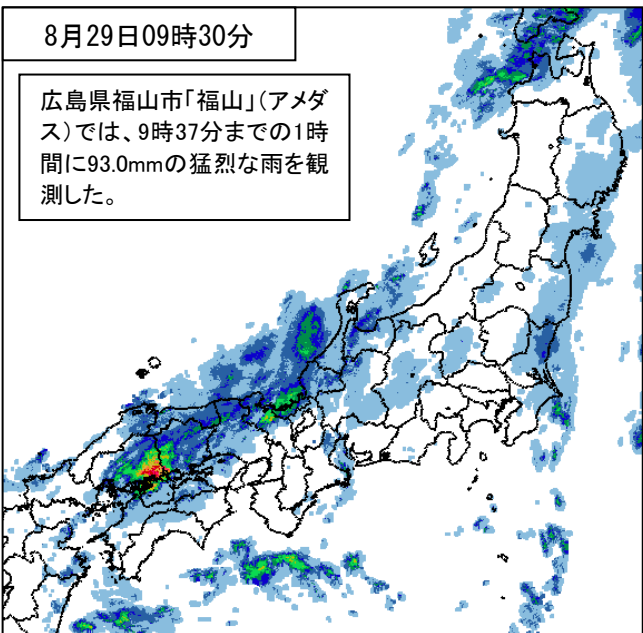 8月29日09時30分
広島県福山市「福山」(アメダ
ス)では、9時37分までの1時
間に93.0mmの猛烈な雨を観
測した。